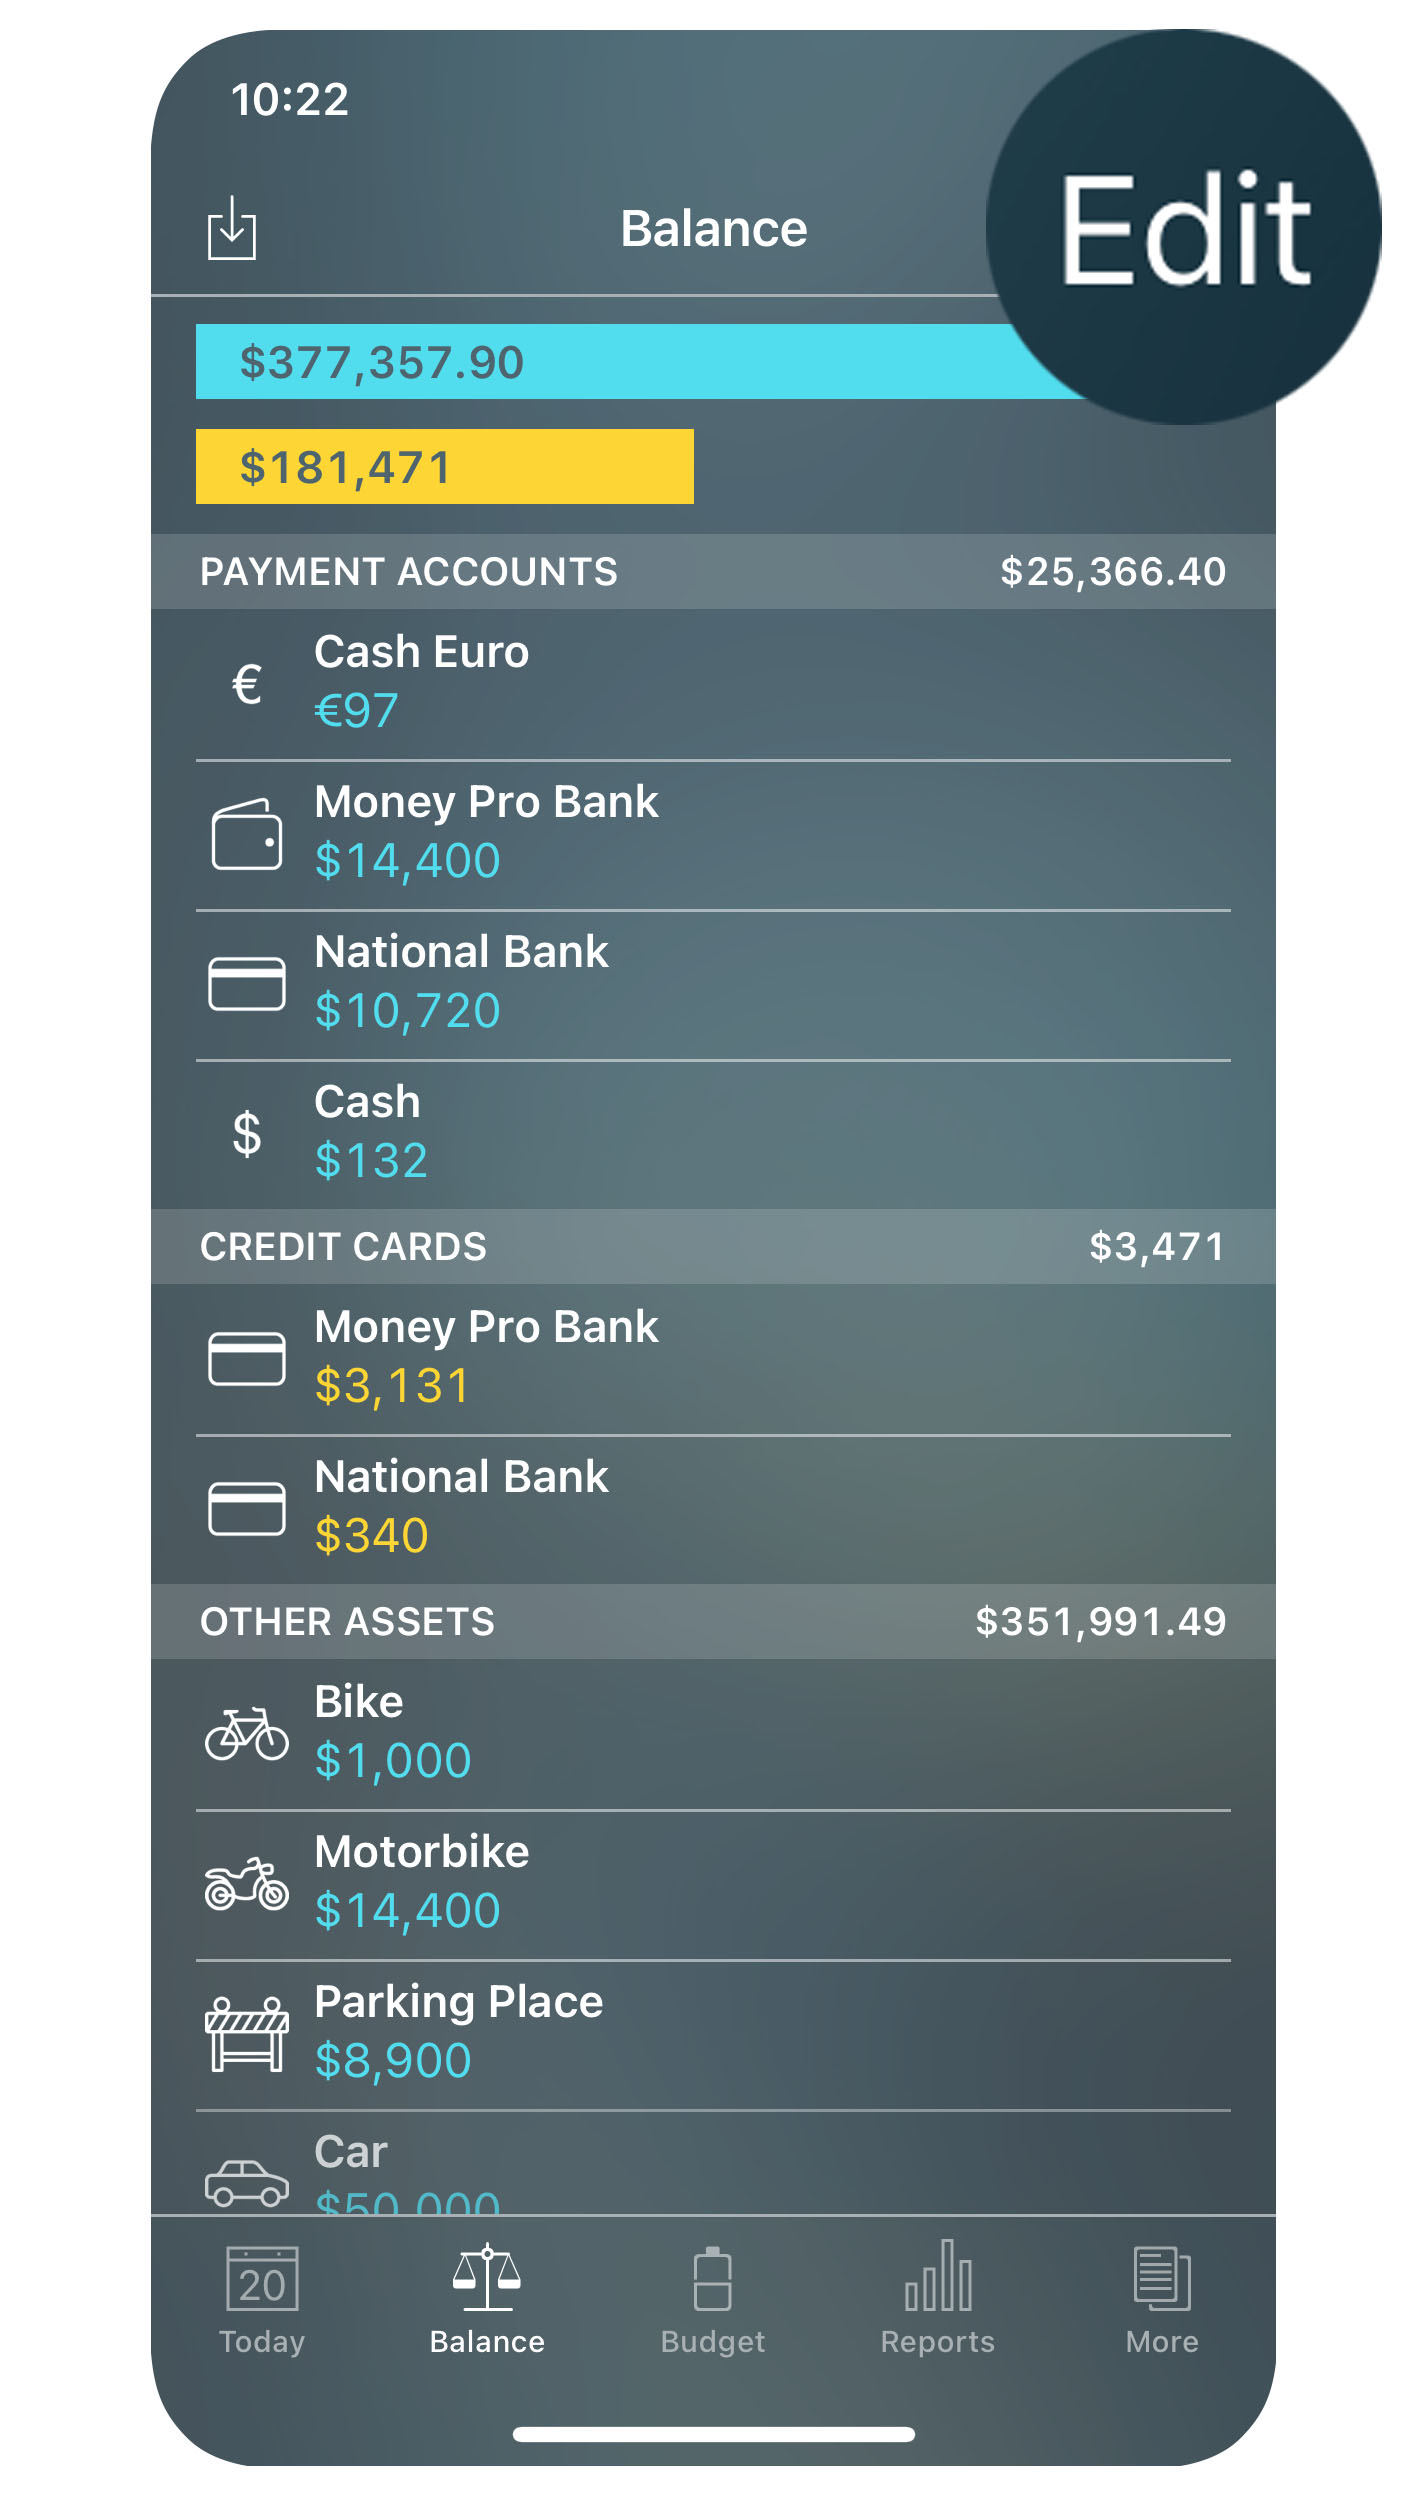 10:22
Balance
Edit
$377,357.90
$181,471
PAYMENT ACCOUNTS $25,366.40
€
Cash Euro
€97
Money Pro Bank
$14,400
National Bank
$10,720
$
Cash
$132
CREDIT CARDS $3,471
Money Pro Bank
$3,131
National Bank
$340
OTHER ASSETS $351,991.49
Bike
$1,000
Motorbike
$14,400
Parking Place
$8,900
Car
$50,000
20
Today Balance Budget Reports More